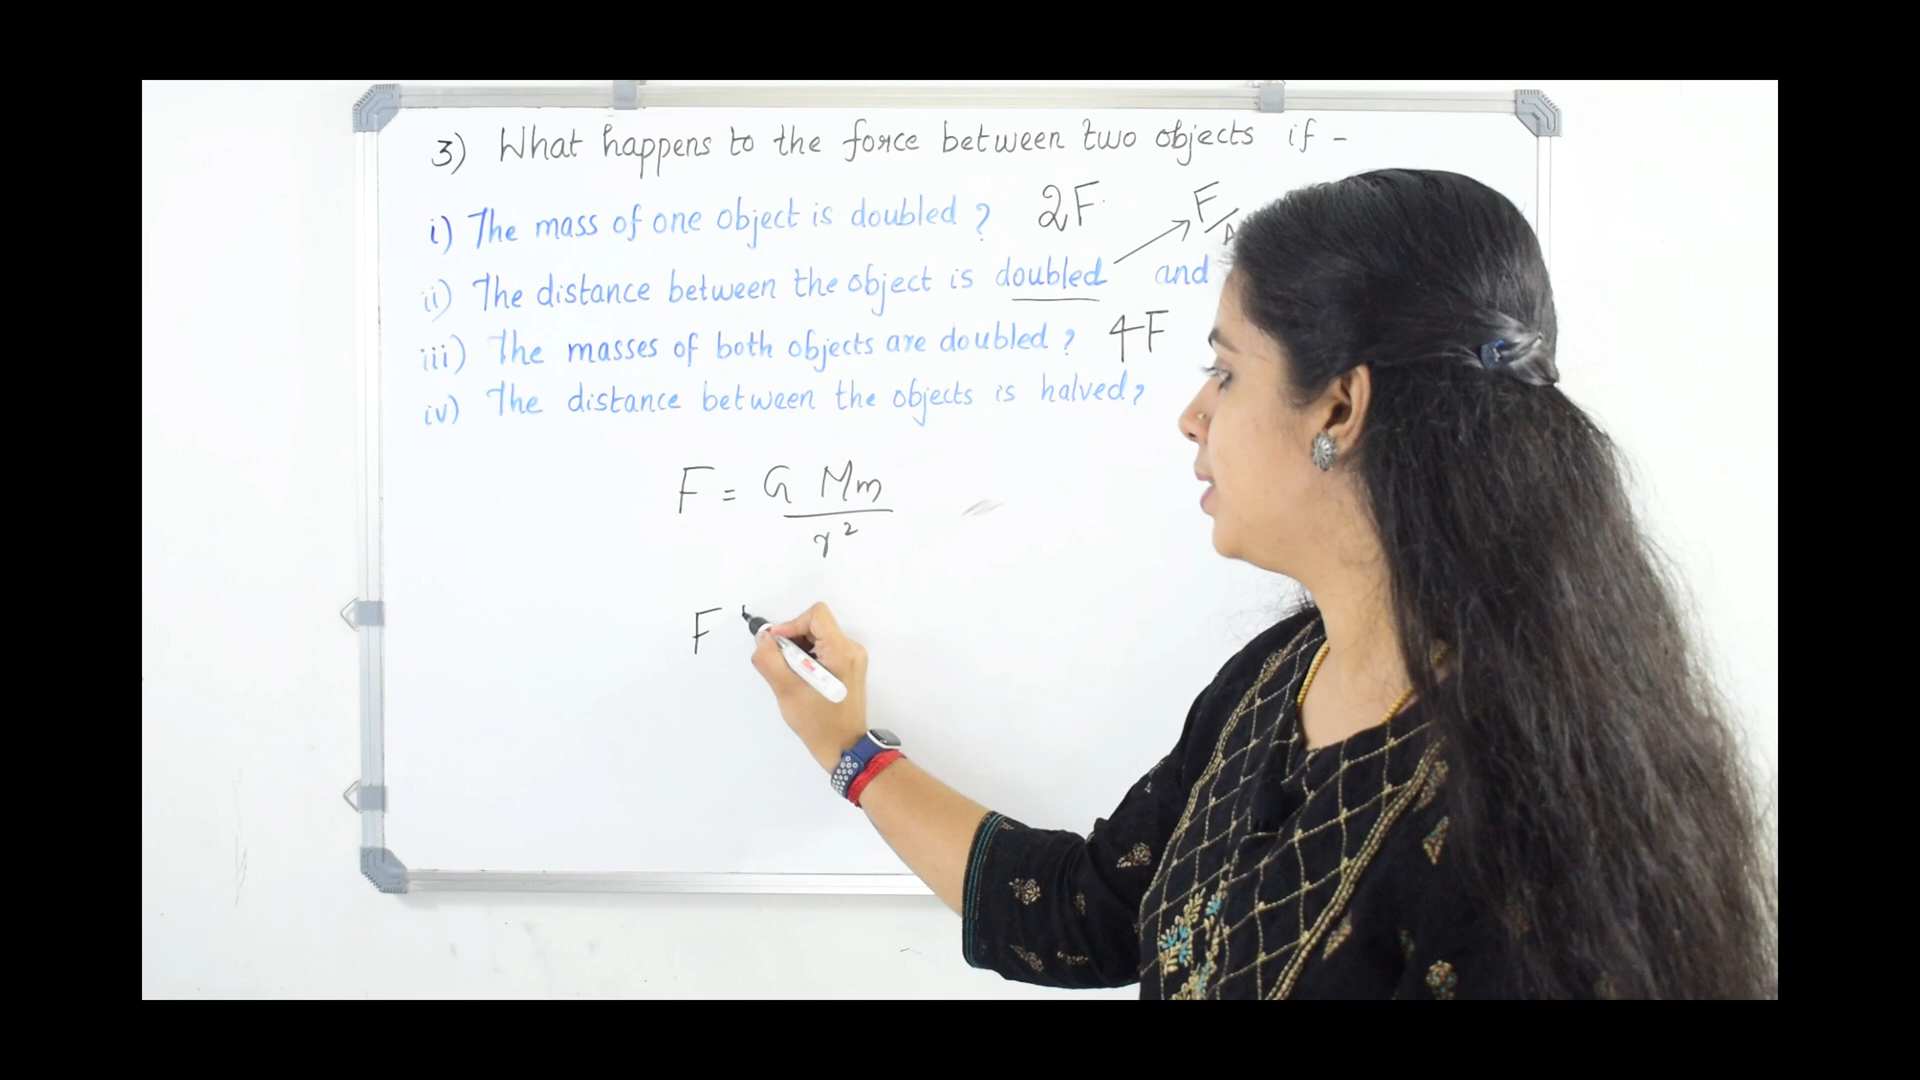 3) What happens to the force between two objects if -
i) The mass of one object is doubled ? 2F
F/
ii) The distance between the object is doubled and
iii) The masses of both objects are doubled ? 4F
iv) The distance between the objects is halved ?
F = G Mm
r²
F